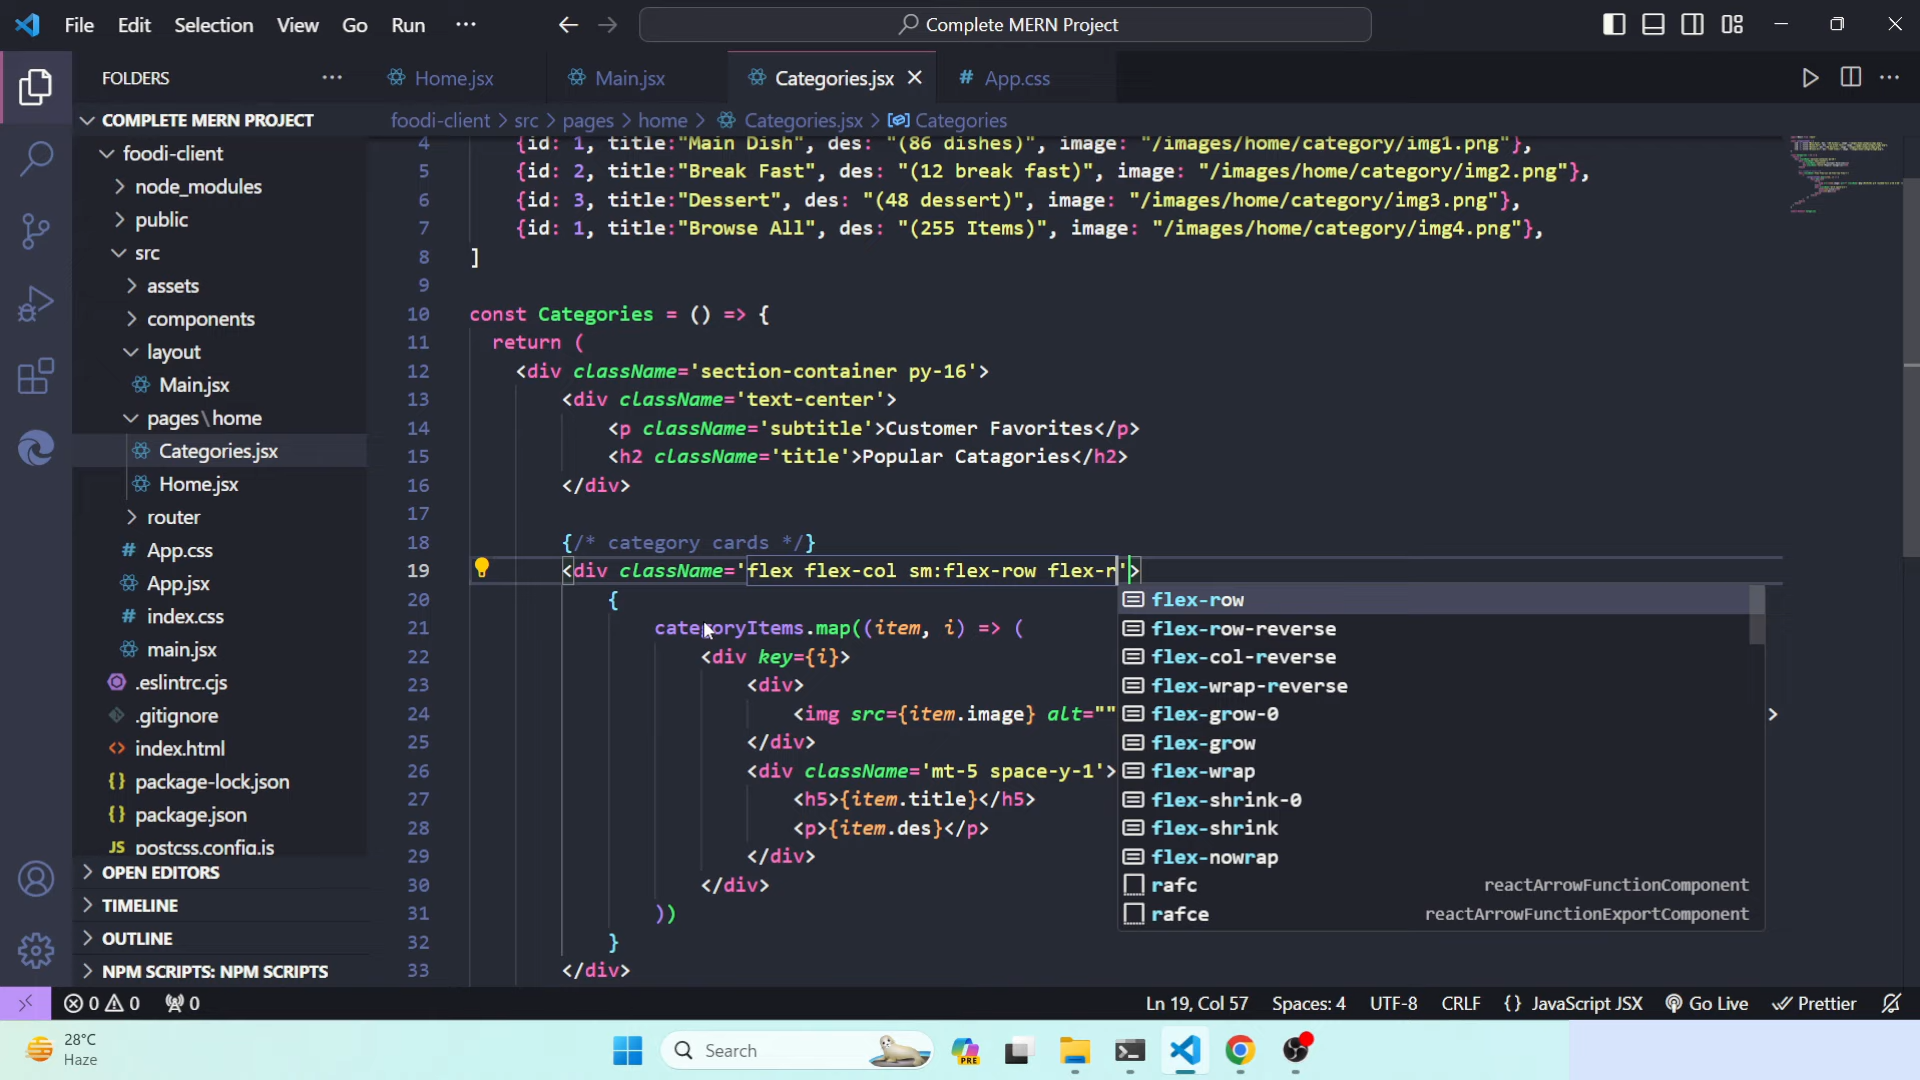 File Edit Selection View Go Run ··· Complete MERN Project
FOLDERS ··· Home.jsx Main.jsx Categories.jsx App.css
foodi-client > src > pages > home > Categories.jsx > Categories
COMPLETE MERN PROJECT
foodi-client
node_modules
public
src
assets
components
layout
Main.jsx
pages\home
Categories.jsx
Home.jsx
router
App.css
App.jsx
index.css
main.jsx
.eslintrc.cjs
.gitignore
index.html
package-lock.json
package.json
postcss.config.js
OPEN EDITORS
TIMELINE
OUTLINE
NPM SCRIPTS: NPM SCRIPTS
4 {id: 1, title:"Main Dish", des: "(86 dishes)", image: "/images/home/category/img1.png"},
5 {id: 2, title:"Break Fast", des: "(12 break fast)", image: "/images/home/category/img2.png"},
6 {id: 3, title:"Dessert", des: "(48 dessert)", image: "/images/home/category/img3.png"},
7 {id: 1, title:"Browse All", des: "(255 Items)", image: "/images/home/category/img4.png"},
8 ]
9
10 const Categories = () => {
11 return (
12 <div className='section-container py-16'>
13 <div className='text-center'>
14 <p className='subtitle'>Customer Favorites</p>
15 <h2 className='title'>Popular Catagories</h2>
16 </div>
17
18 {/* category cards */}
19 <div className='flex flex-col sm:flex-row flex-r'>
20 {
21 categoryItems.map((item, i) => (
22 <div key={i}>
23 <div>
24 <img src={item.image} alt=""
25 </div>
26 <div className='mt-5 space-y-1'>
27 <h5>{item.title}</h5>
28 <p>{item.des}</p>
29 </div>
30 </div>
31 ))
32 }
33 </div>
flex-row
flex-row-reverse
flex-col-reverse
flex-wrap-reverse
flex-grow-0
flex-grow
flex-wrap
flex-shrink-0
flex-shrink
flex-nowrap
rafc reactArrowFunctionComponent
rafce reactArrowFunctionExportComponent
0 0 0 Ln 19, Col 57 Spaces: 4 UTF-8 CRLF {} JavaScript JSX Go Live Prettier
28°C
Haze
Search
PRE